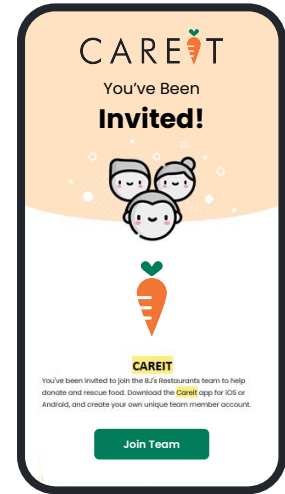 CAREIT
You've Been
Invited!
CAREIT
You've been invited to join the BJ's Restaurants team to help
donate and rescue food. Download the Careit app for iOS or
Android, and create your own unique team member account.
Join Team